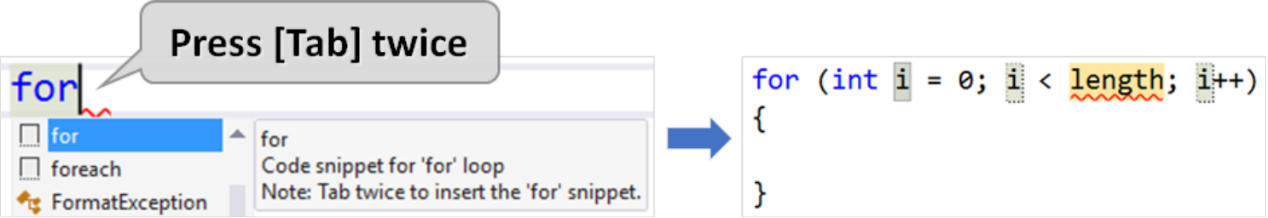 Press [Tab] twice
for
for
foreach
FormatException
for
Code snippet for 'for' loop
Note: Tab twice to insert the 'for' snippet.
for (int i = 0; i < length; i++)
{
}